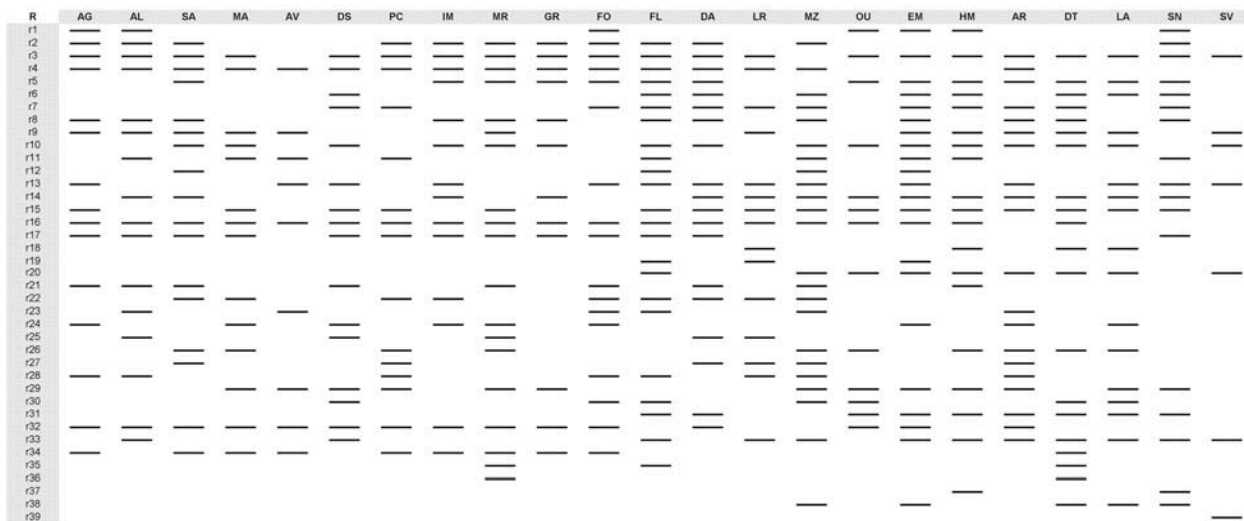 R AG AL SA MA AV DS PC IM MR GR FO FL DA LR MZ OU EM HM AR DT LA SN SV
r1
r2
r3
r4
r5
r6
r7
r8
r9
r10
r11
r12
r13
r14
r15
r16
r17
r18
r19
r20
r21
r22
r23
r24
r25
r26
r27
r28
r29
r30
r31
r32
r33
r34
r35
r36
r37
r38
r39